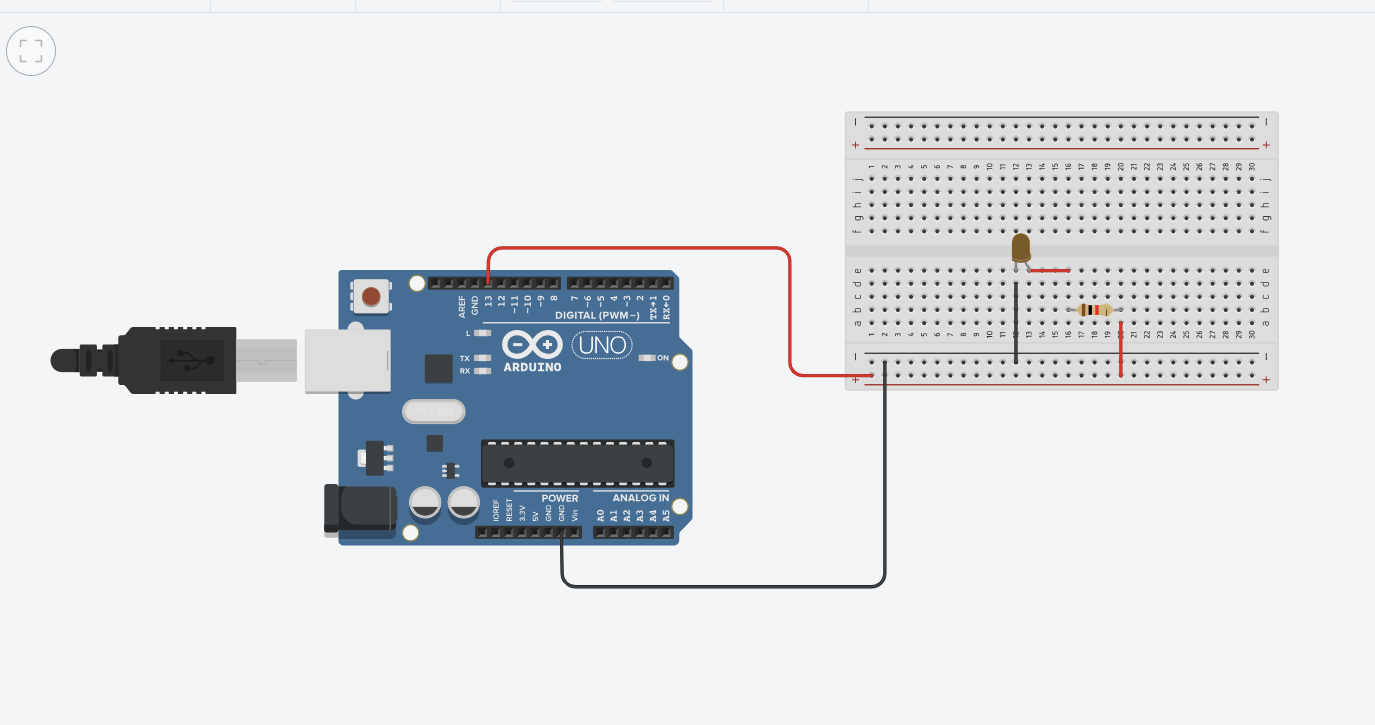 1 2 3 4 5 6 7 8 9 10 11 12 13 14 15 16 17 18 19 20 21 22 23 24 25 26 27 28 29 30
j j
i i
h h
g g
f f
e e
d d
c c
b b
a a
1 2 3 4 5 6 7 8 9 10 11 12 13 14 15 16 17 18 19 20 21 22 23 24 25 26 27 28 29 30
AREF GND 13 12 ~11 ~10 ~9 8 7 ~6 ~5 4 ~3 2 TX→1 RX←0
DIGITAL (PWM ~)
L
TX
RX
ARDUINO
UNO
ON
POWER
ANALOG IN
IOREF RESET 3.3V 5V GND GND Vin A0 A1 A2 A3 A4 A5